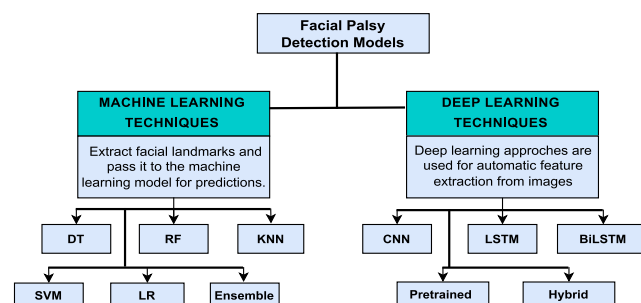 Facial Palsy
Detection Models
MACHINE LEARNING
TECHNIQUES
Extract facial landmarks and
pass it to the machine
learning model for predictions.
DEEP LEARNING
TECHNIQUES
Deep learning approches are
used for automatic feature
extraction from images
DT
RF
KNN
CNN
LSTM
BiLSTM
SVM
LR
Ensemble
Pretrained
Hybrid